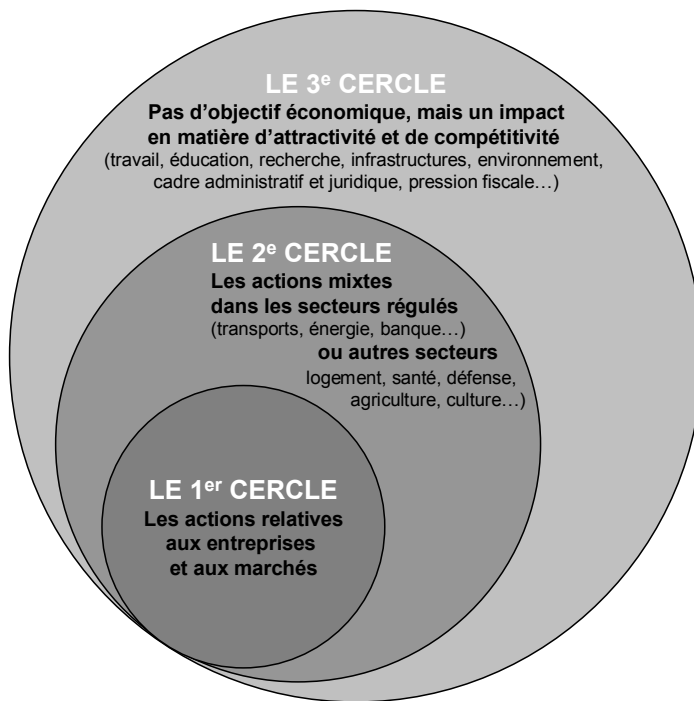 LE 3e CERCLE
Pas d’objectif économique, mais un impact
en matière d’attractivité et de compétitivité
(travail, éducation, recherche, infrastructures, environnement,
cadre administratif et juridique, pression fiscale…)
LE 2e CERCLE
Les actions mixtes
dans les secteurs régulés
(transports, énergie, banque…)
ou autres secteurs
logement, santé, défense,
agriculture, culture…)
LE 1er CERCLE
Les actions relatives
aux entreprises
et aux marchés